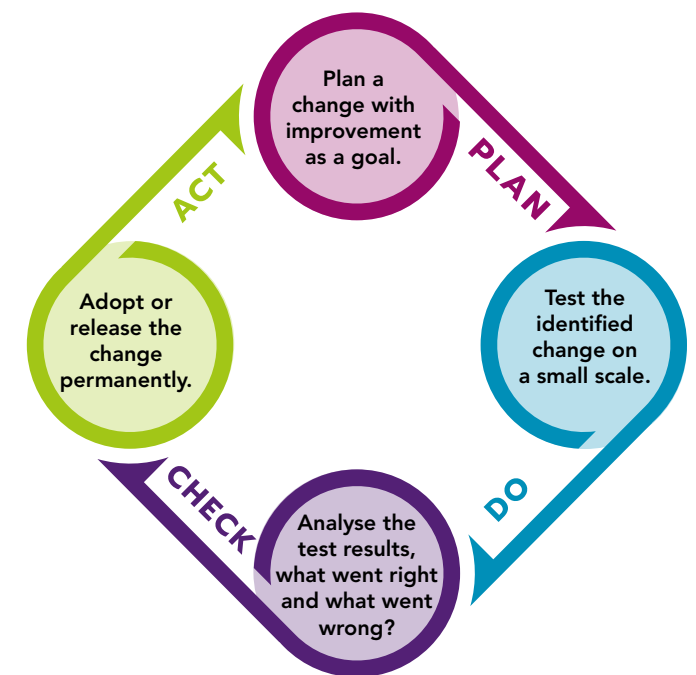 Plan a
change with
improvement
as a goal.
PLAN
Test the
identified
change on
a small scale.
DO
Analyse the
test results,
what went right
and what went
wrong?
CHECK
Adopt or
release the
change
permanently.
ACT